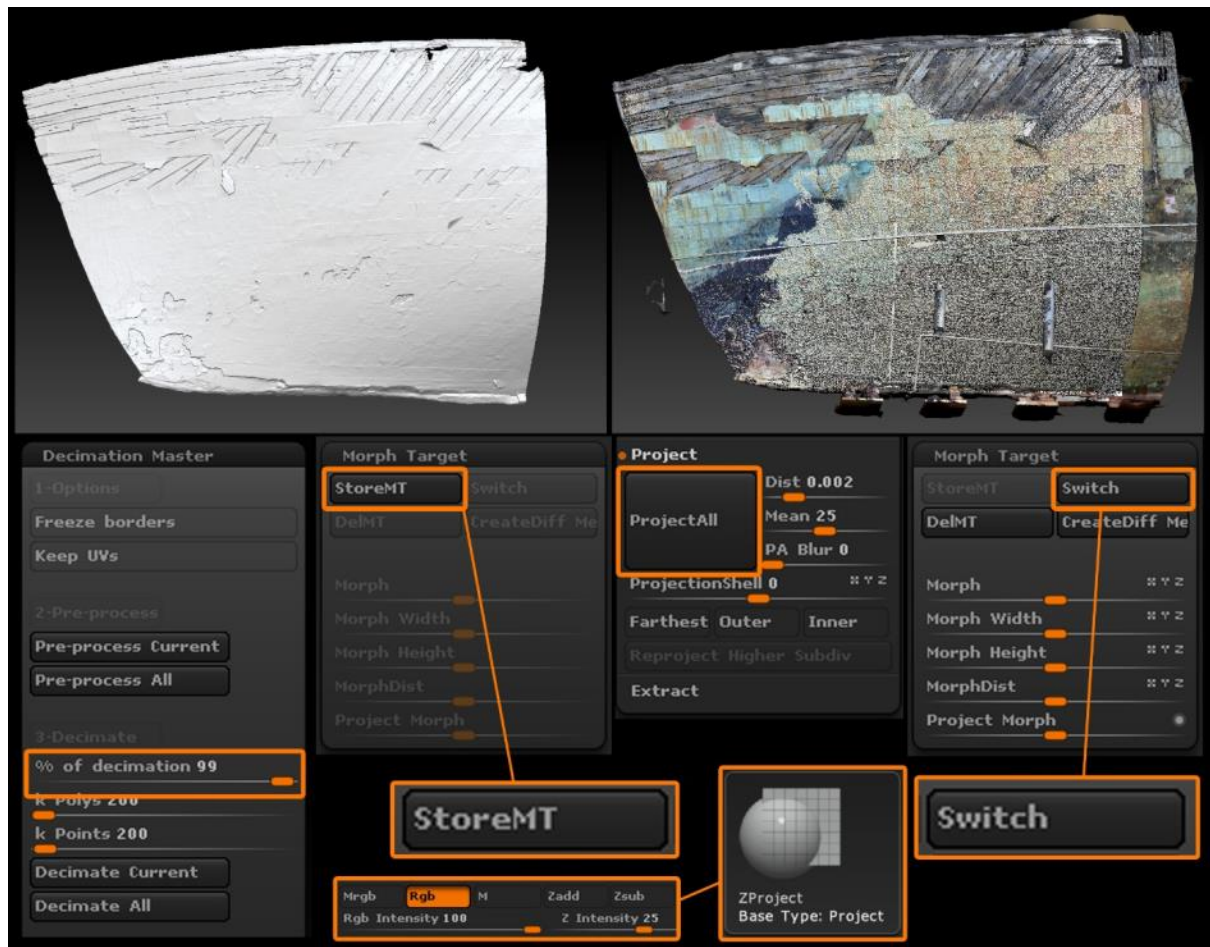 Decimation Master
1-Options
Freeze borders
Keep UVs
2-Pre-process
Pre-process Current
Pre-process All
3-Decimate
% of decimation 99
k Polys 200
k Points 200
Decimate Current
Decimate All
Morph Target
StoreMT Switch
DelMT CreateDiff Me
Morph
Morph Width
Morph Height
MorphDist
Project Morph
StoreMT
Mrgb Rgb M Zadd Zsub
Rgb Intensity 100 Z Intensity 25
Project
ProjectAll
Dist 0.002
Mean 25
PA Blur 0
ProjectionShell 0 X Y Z
Farthest Outer Inner
Reproject Higher Subdiv
Extract
ZProject
Base Type: Project
Morph Target
StoreMT Switch
DelMT CreateDiff Me
Morph X Y Z
Morph Width X Y Z
Morph Height X Y Z
MorphDist X Y Z
Project Morph
Switch